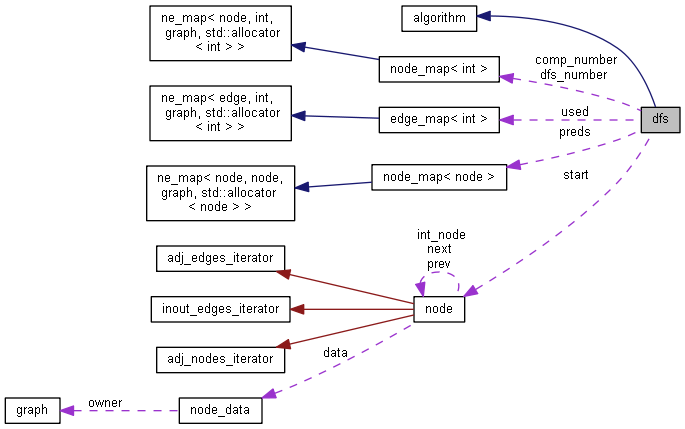 ne_map< node, int,
graph, std::allocator
< int > >
algorithm
node_map< int >
comp_number
dfs_number
ne_map< edge, int,
graph, std::allocator
< int > >
edge_map< int >
used
dfs
preds
ne_map< node, node,
graph, std::allocator
< node > >
node_map< node >
start
int_node
next
prev
adj_edges_iterator
inout_edges_iterator
node
adj_nodes_iterator
data
graph
owner
node_data